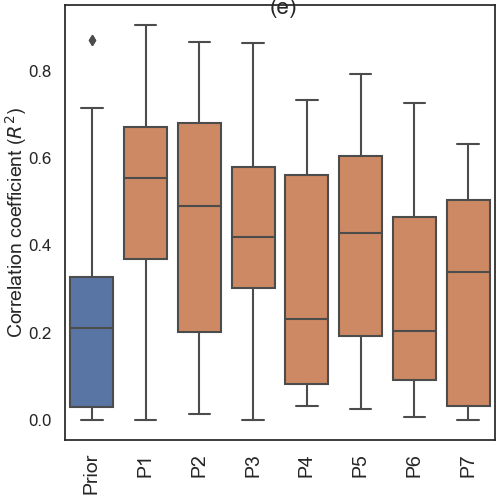 (e)
Correlation coefficient (R²)
0.8
0.6
0.4
0.2
0.0
Prior
P1
P2
P3
P4
P5
P6
P7